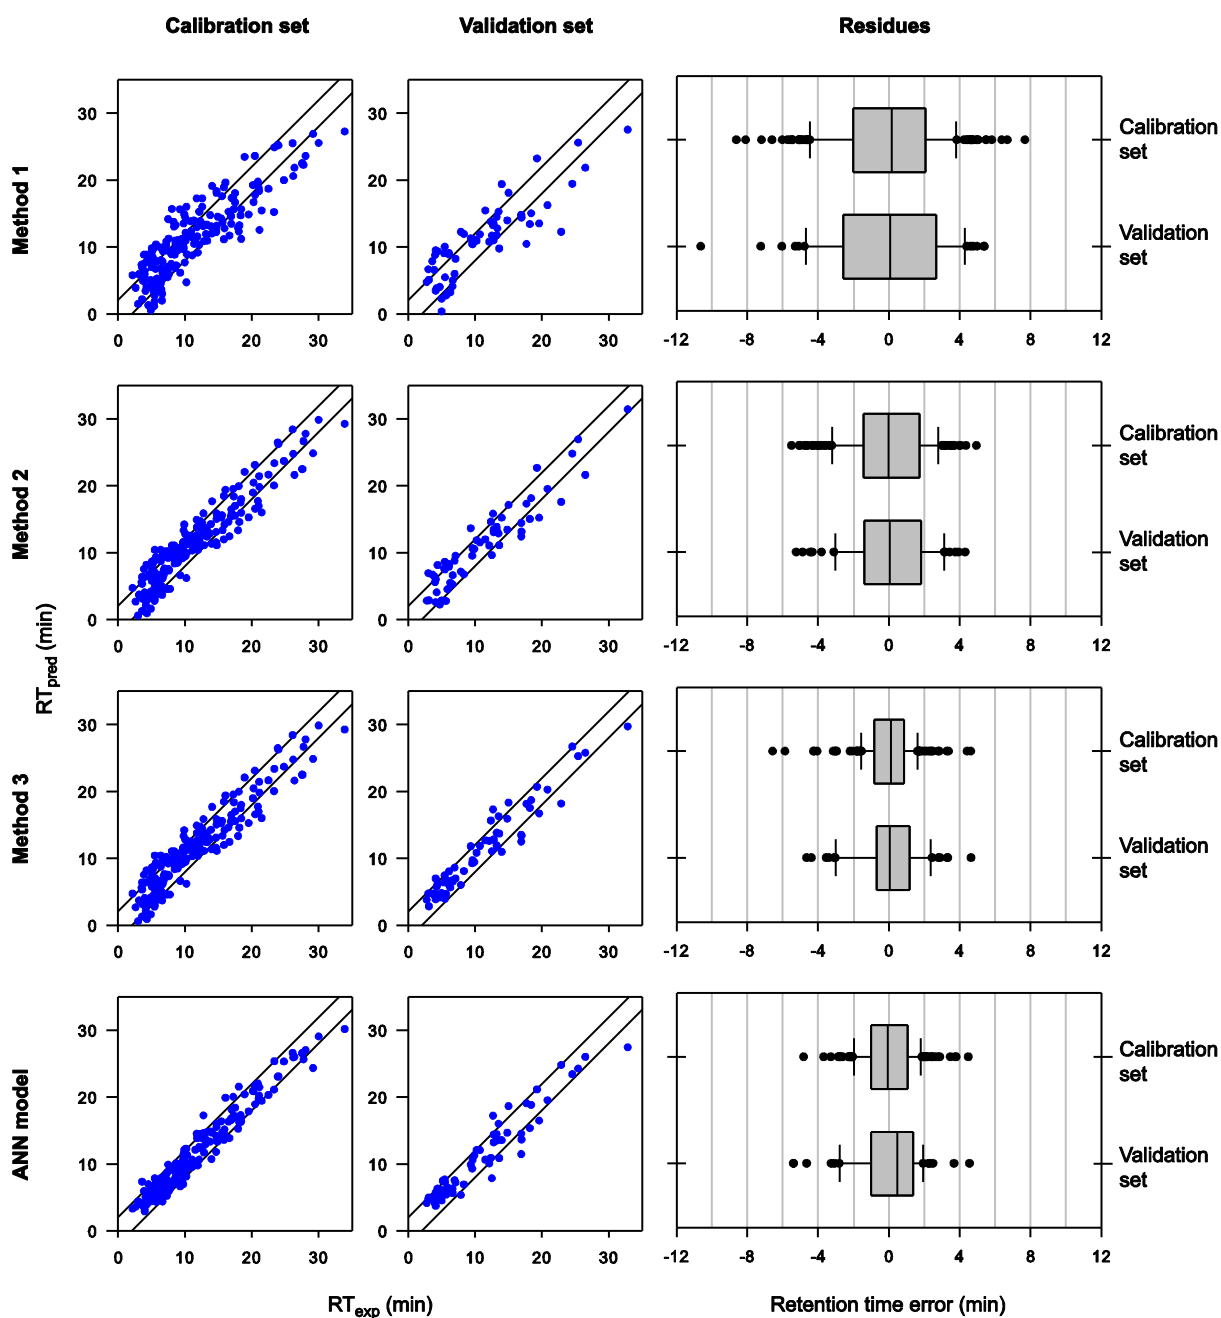 Calibration set Validation set Residues
Method 1
30
20
10
0
0 10 20 30
30
20
10
0
0 10 20 30
Calibration
set
Validation
set
-12 -8 -4 0 4 8 12
Method 2
30
20
10
0
0 10 20 30
30
20
10
0
0 10 20 30
Calibration
set
Validation
set
-12 -8 -4 0 4 8 12
RTpred (min)
Method 3
30
20
10
0
0 10 20 30
30
20
10
0
0 10 20 30
Calibration
set
Validation
set
-12 -8 -4 0 4 8 12
ANN model
30
20
10
0
0 10 20 30
30
20
10
0
0 10 20 30
Calibration
set
Validation
set
-12 -8 -4 0 4 8 12
RTexp (min) Retention time error (min)